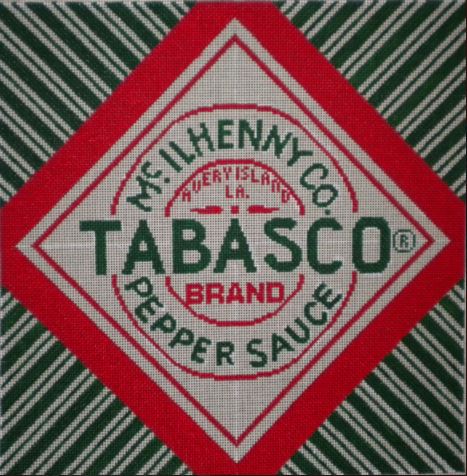 McILHENNY CO.
AVERY ISLAND
LA.
TABASCO®
BRAND
PEPPER SAUCE